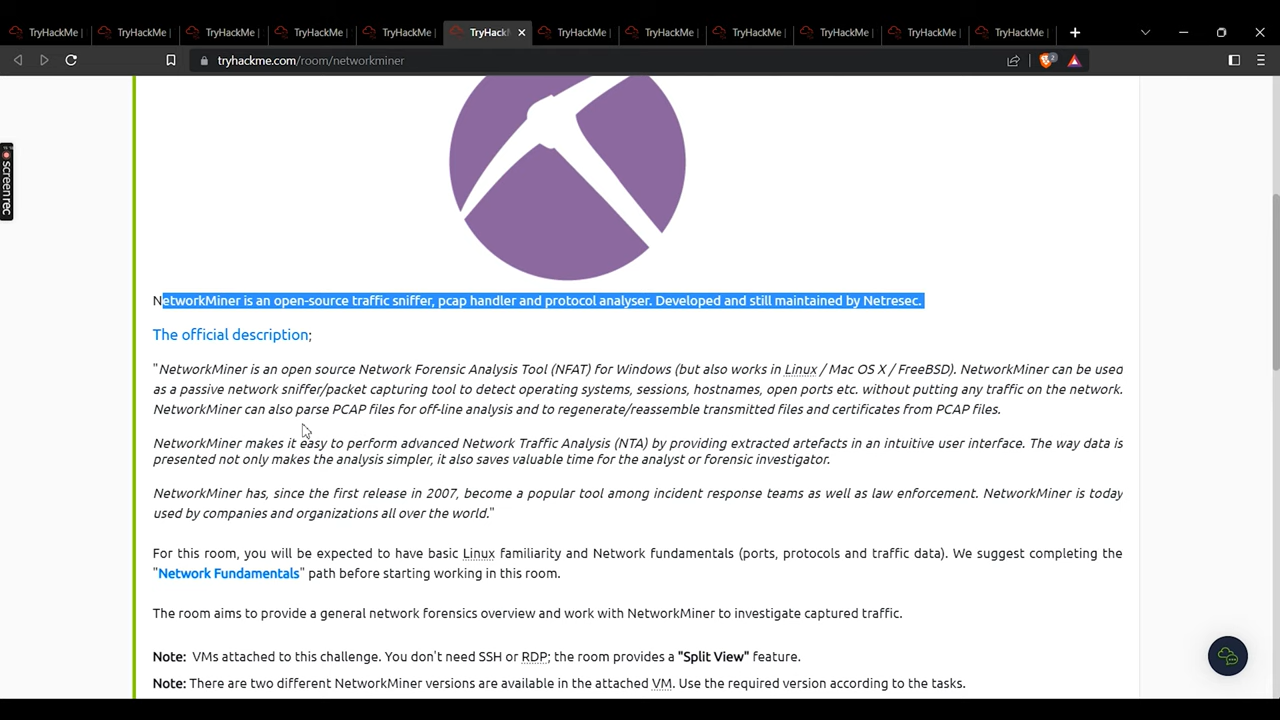 TryHackMe | TryHackMe | TryHackMe | TryHackMe | TryHackMe | TryHackM TryHackMe | TryHackMe | TryHackMe | TryHackMe | TryHackMe | TryHackMe |
tryhackme.com/room/networkminer
2
screenrec
NetworkMiner is an open-source traffic sniffer, pcap handler and protocol analyser. Developed and still maintained by Netresec.
The official description;
"NetworkMiner is an open source Network Forensic Analysis Tool (NFAT) for Windows (but also works in Linux / Mac OS X / FreeBSD). NetworkMiner can be used
as a passive network sniffer/packet capturing tool to detect operating systems, sessions, hostnames, open ports etc. without putting any traffic on the network.
NetworkMiner can also parse PCAP files for off-line analysis and to regenerate/reassemble transmitted files and certificates from PCAP files.
NetworkMiner makes it easy to perform advanced Network Traffic Analysis (NTA) by providing extracted artefacts in an intuitive user interface. The way data is
presented not only makes the analysis simpler, it also saves valuable time for the analyst or forensic investigator.
NetworkMiner has, since the first release in 2007, become a popular tool among incident response teams as well as law enforcement. NetworkMiner is today
used by companies and organizations all over the world."
For this room, you will be expected to have basic Linux familiarity and Network fundamentals (ports, protocols and traffic data). We suggest completing the
"Network Fundamentals" path before starting working in this room.
The room aims to provide a general network forensics overview and work with NetworkMiner to investigate captured traffic.
Note: VMs attached to this challenge. You don't need SSH or RDP; the room provides a "Split View" feature.
Note: There are two different NetworkMiner versions are available in the attached VM. Use the required version according to the tasks.